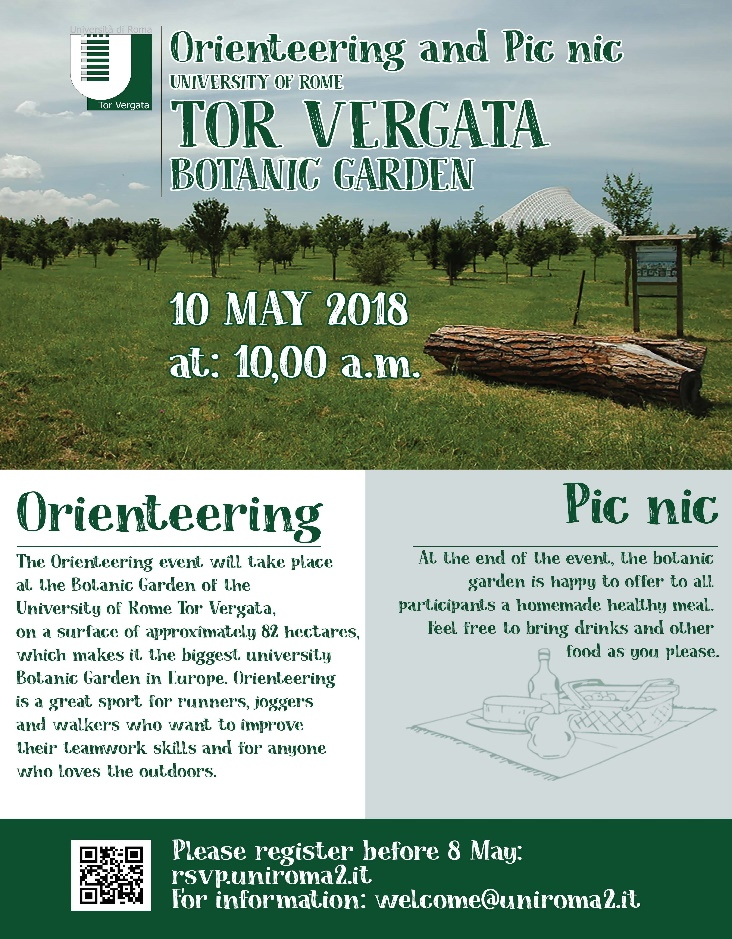 Università di Roma
Tor Vergata
Orienteering and Pic nic
UNIVERSITY OF ROME
TOR VERGATA
BOTANIC GARDEN
10 MAY 2018
at: 10,00 a.m.
Orienteering
The Orienteering event will take place
at the Botanic Garden of the
University of Rome Tor Vergata,
on a surface of approximately 82 hectares,
which makes it the biggest university
Botanic Garden in Europe. Orienteering
is a great sport for runners, joggers
and walkers who want to improve
their teamwork skills and for anyone
who loves the outdoors.
Pic nic
At the end of the event, the botanic
garden is happy to offer to all
participants a homemade healthy meal.
Feel free to bring drinks and other
food as you please.
Please register before 8 May:
rsvp.uniroma2.it
For information: welcome@uniroma2.it